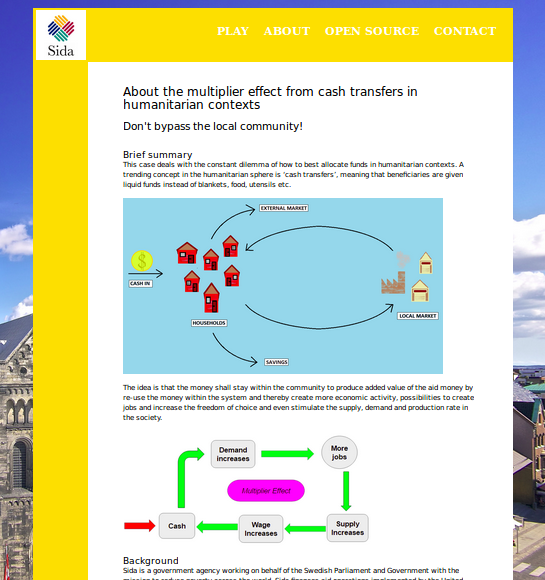 Sida
PLAY ABOUT OPEN SOURCE CONTACT
About the multiplier effect from cash transfers in
humanitarian contexts
Don't bypass the local community!
Brief summary
This case deals with the constant dilemma of how to best allocate funds in humanitarian contexts. A
trending concept in the humanitarian sphere is 'cash transfers', meaning that beneficiaries are given
liquid funds instead of blankets, food, utensils etc.
EXTERNAL MARKET
$
CASH IN
HOUSEHOLDS
LOCAL MARKET
SAVINGS
The idea is that the money shall stay within the community to produce added value of the aid money by
re-use the money within the system and thereby create more economic activity, possibilities to create
jobs and increase the freedom of choice and even stimulate the supply, demand and production rate in
the society.
Demand
increases
More
jobs
Multiplier Effect
Cash
Wage
Increases
Supply
Increases
Background
Sida is a government agency working on behalf of the Swedish Parliament and Government with the